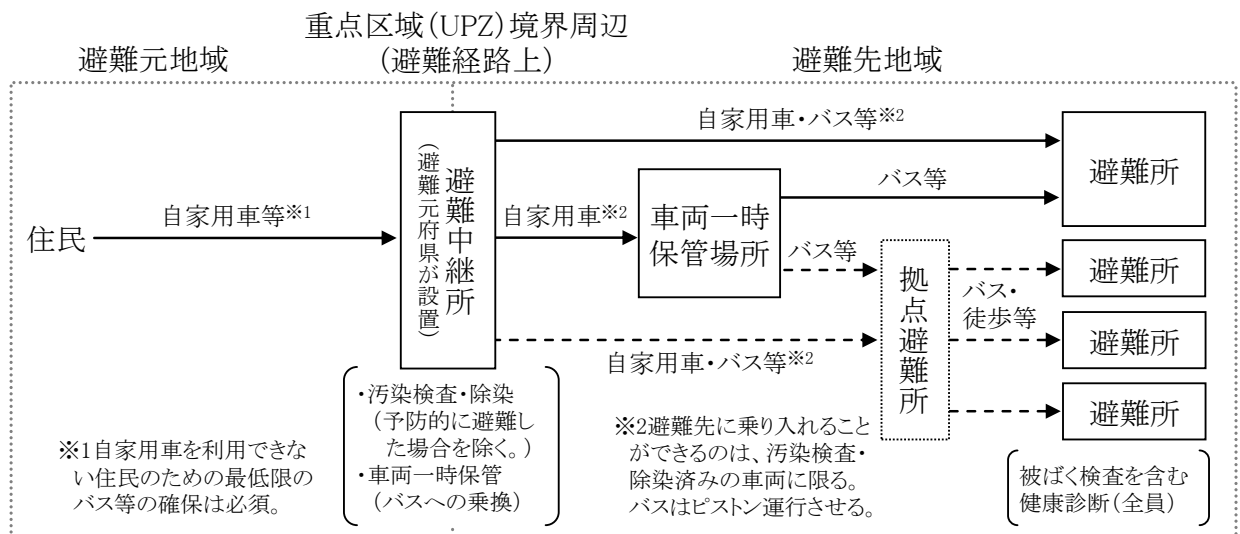 重点区域(UPZ)境界周辺
(避難経路上)
避難元地域
避難先地域
住民
自家用車等※1
避難中継所
(避難元府県が設置)
自家用車・バス等※2
自家用車※2
車両一時
保管場所
バス等
バス等
自家用車・バス等※2
拠点避難所
バス・
徒歩等
避難所
避難所
避難所
避難所
※1自家用車を利用できな
い住民のための最低限の
バス等の確保は必須。
・汚染検査・除染
(予防的に避難し
た場合を除く。)
・車両一時保管
(バスへの乗換)
※2避難先に乗り入れること
ができるのは、汚染検査・
除染済みの車両に限る。
バスはピストン運行させる。
被ばく検査を含む
健康診断(全員)